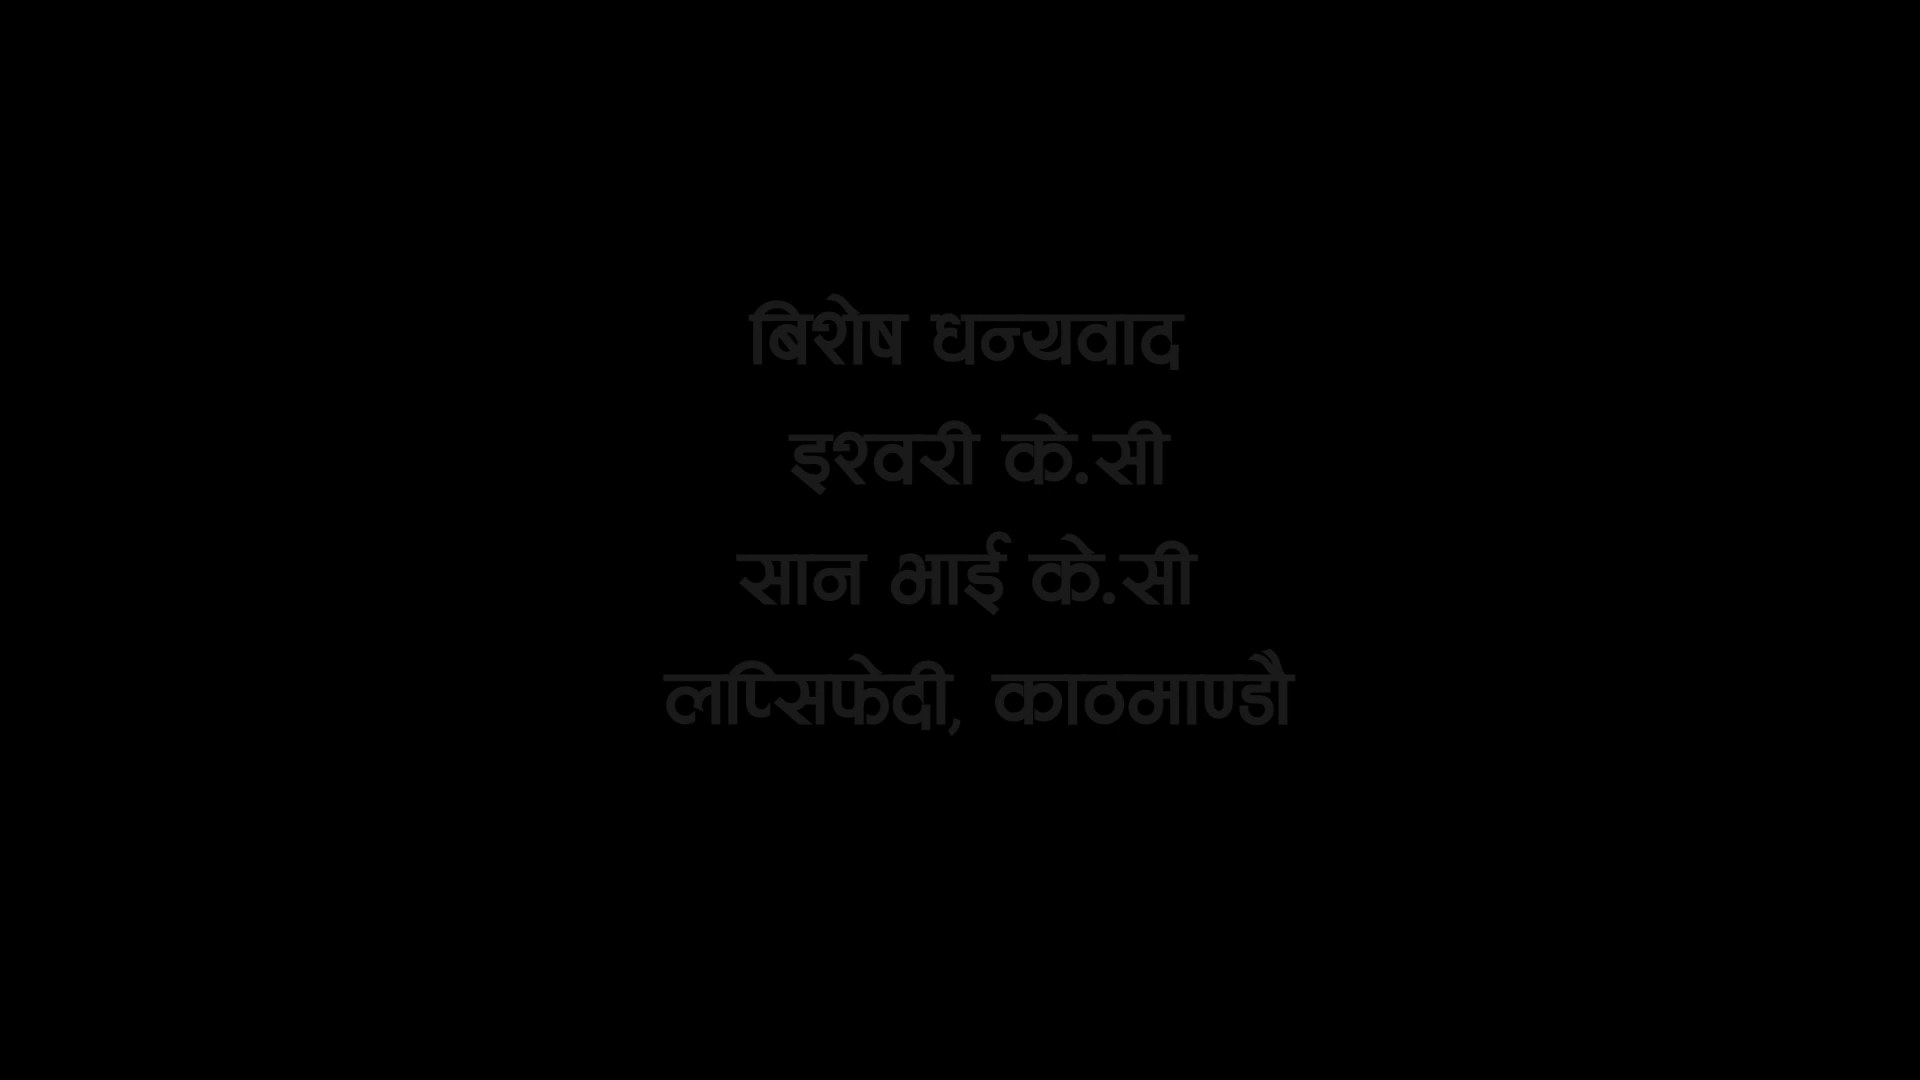 बिशेष धन्यवाद
इश्वरी के.सी
सान भाई के.सी
लप्सिफेदी, काठमाण्डौ